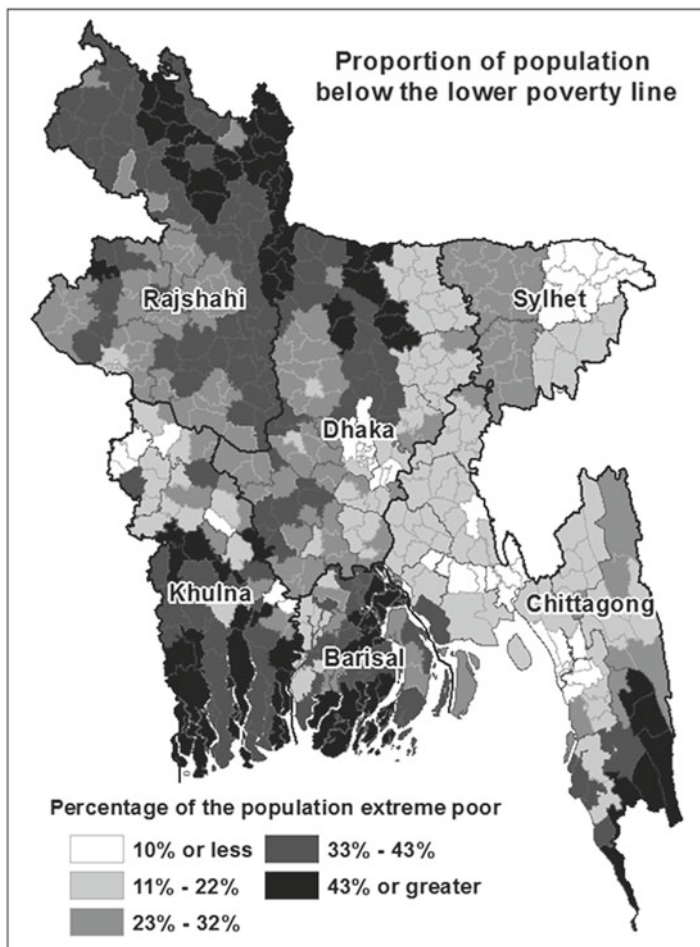 Proportion of population
below the lower poverty line
Rajshahi
Sylhet
Dhaka
Khulna
Chittagong
Barisal
Percentage of the population extreme poor
10% or less
33% - 43%
11% - 22%
43% or greater
23% - 32%